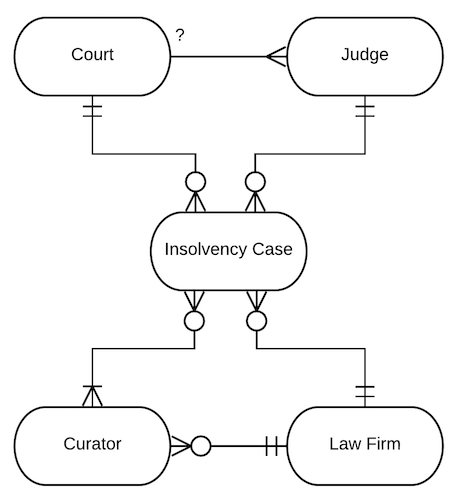 ?
Court
Judge
Insolvency Case
Curator
Law Firm